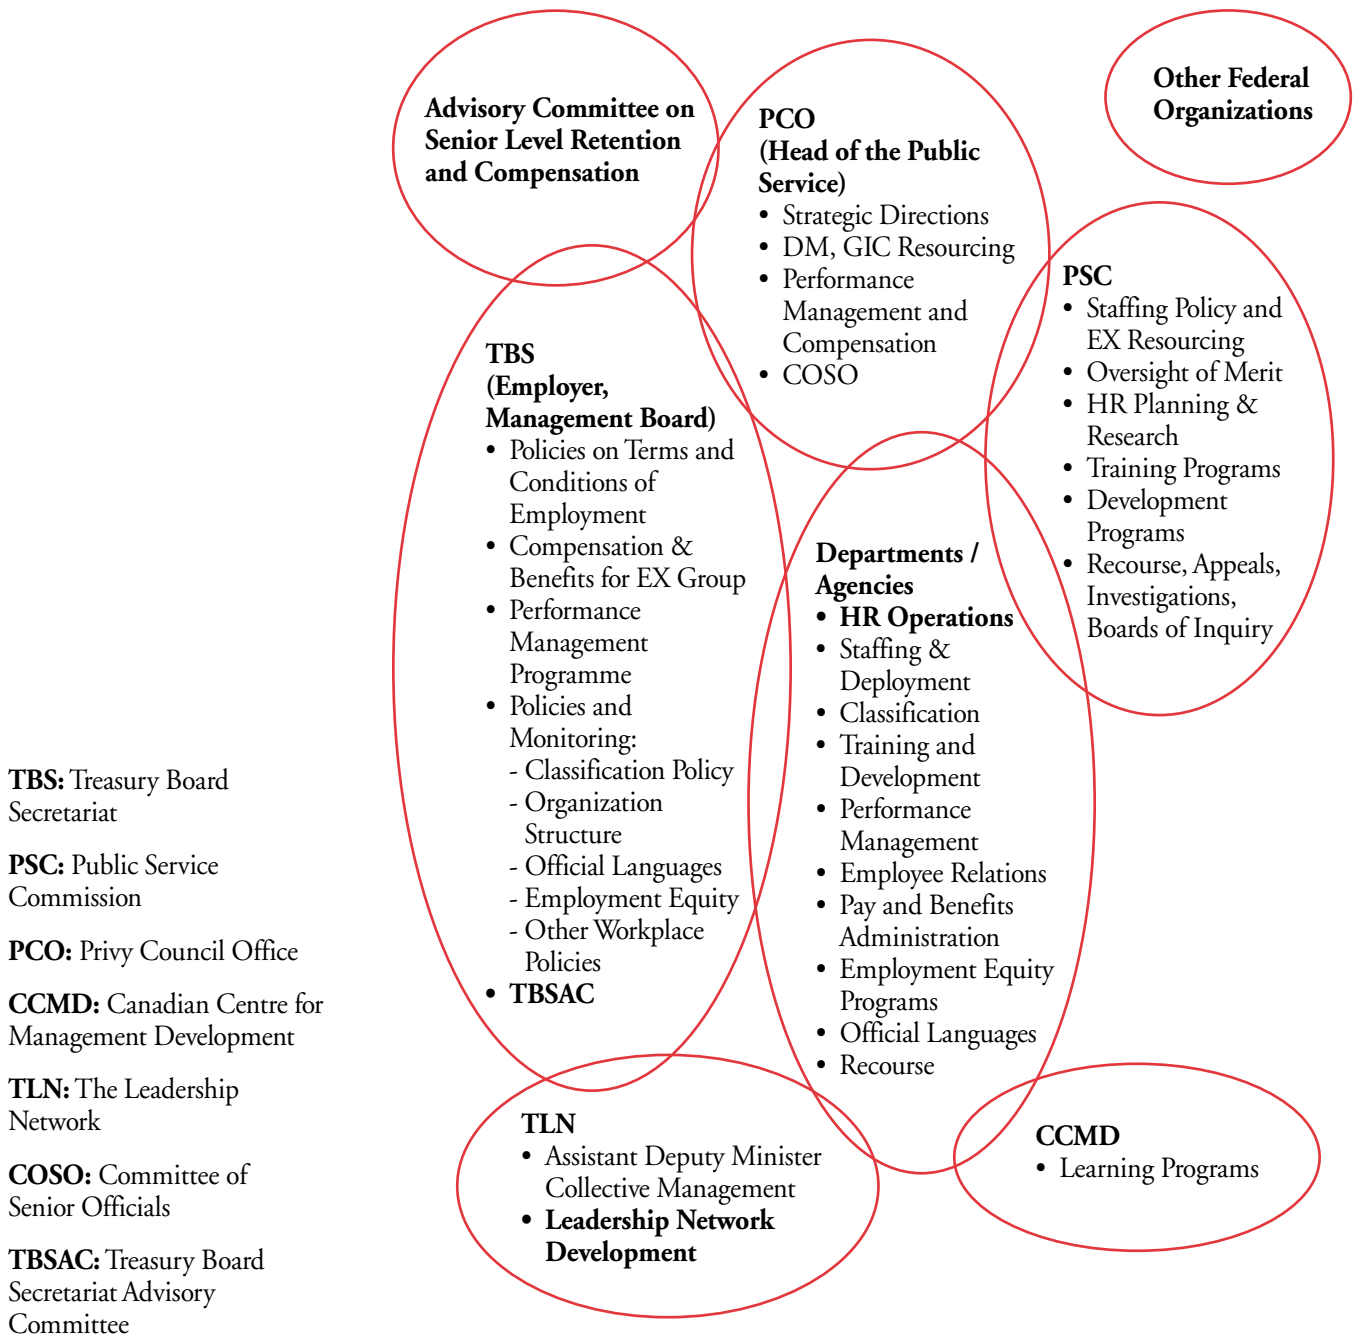 Advisory Committee on
Senior Level Retention
and Compensation
PCO
(Head of the Public
Service)
• Strategic Directions
• DM, GIC Resourcing
• Performance
Management and
Compensation
• COSO
Other Federal
Organizations
PSC
• Staffing Policy and
EX Resourcing
• Oversight of Merit
• HR Planning &
Research
• Training Programs
• Development
Programs
• Recourse, Appeals,
Investigations,
Boards of Inquiry
TBS
(Employer,
Management Board)
• Policies on Terms and
Conditions of
Employment
• Compensation &
Benefits for EX Group
• Performance
Management
Programme
• Policies and
Monitoring:
- Classification Policy
- Organization
Structure
- Official Languages
- Employment Equity
- Other Workplace
Policies
• TBSAC
Departments /
Agencies
• HR Operations
• Staffing &
Deployment
• Classification
• Training and
Development
• Performance
Management
• Employee Relations
• Pay and Benefits
Administration
• Employment Equity
Programs
• Official Languages
• Recourse
TLN
• Assistant Deputy Minister
Collective Management
• Leadership Network
Development
CCMD
• Learning Programs
TBS: Treasury Board
Secretariat
PSC: Public Service
Commission
PCO: Privy Council Office
CCMD: Canadian Centre for
Management Development
TLN: The Leadership
Network
COSO: Committee of
Senior Officials
TBSAC: Treasury Board
Secretariat Advisory
Committee